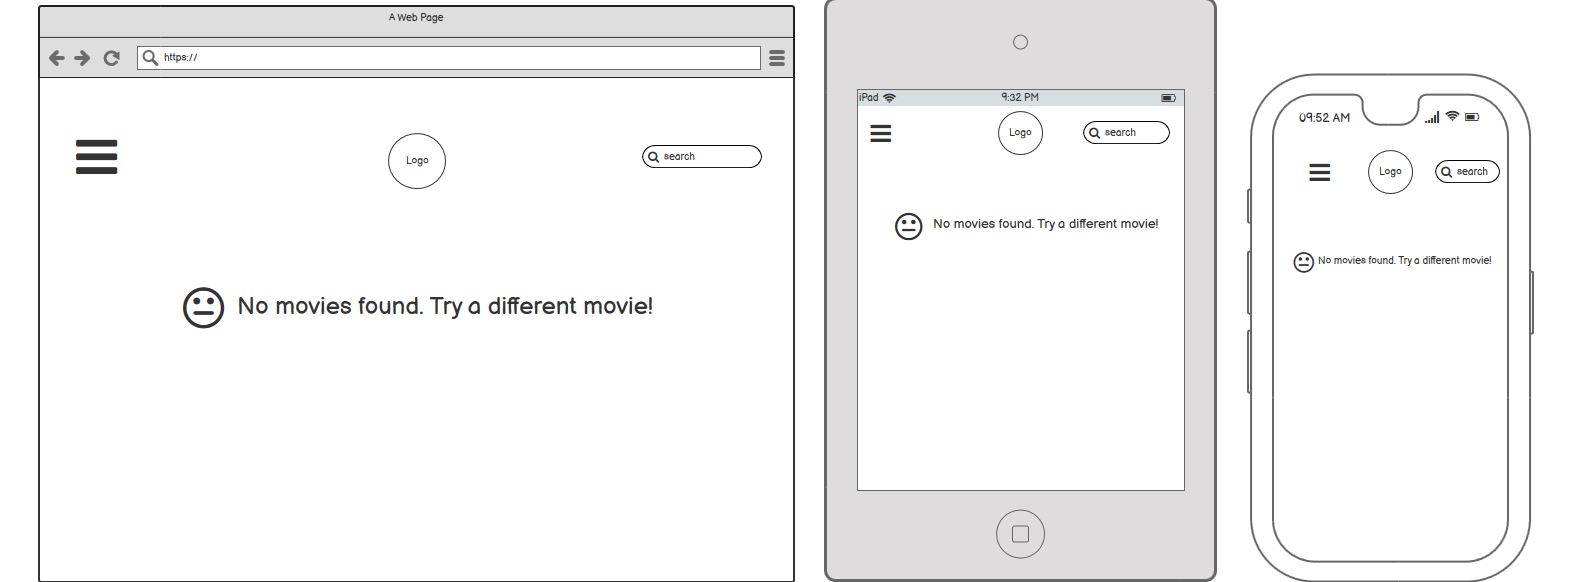 A Web Page
https://
Logo
search
No movies found. Try a different movie!
iPad
9:32 PM
Logo
search
No movies found. Try a different movie!
09:52 AM
Logo
search
No movies found. Try a different movie!